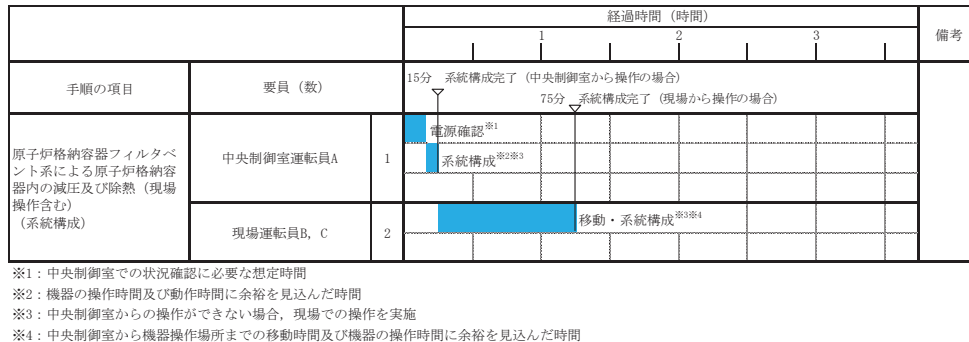 経過時間（時間）
備考
1
2
3
手順の項目
要員（数）
15分　系統構成完了（中央制御室から操作の場合）
75分　系統構成完了（現場から操作の場合）
原子炉格納容器フィルタベ
ント系による原子炉格納容
器内の減圧及び除熱（現場
操作含む）
（系統構成）
中央制御室運転員A
1
電源確認※1
系統構成※2※3
現場運転員B，C
2
移動・系統構成※3※4
※1：中央制御室での状況確認に必要な想定時間
※2：機器の操作時間及び動作時間に余裕を見込んだ時間
※3：中央制御室からの操作ができない場合，現場での操作を実施
※4：中央制御室から機器操作場所までの移動時間及び機器の操作時間に余裕を見込んだ時間